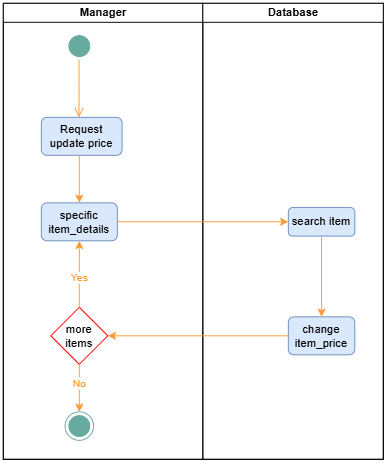 Manager
Database
Request
update price
specific
item_details
search item
Yes
more
items
change
item_price
No